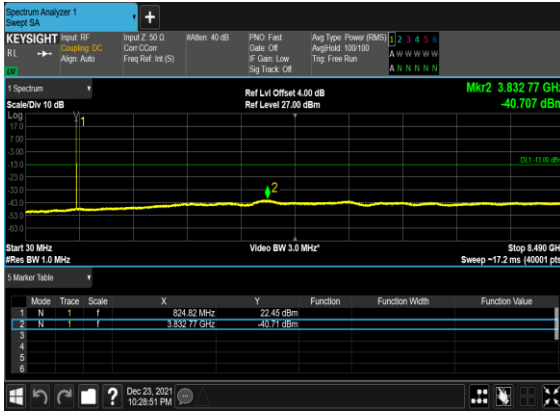 Spectrum Analyzer 1
Swept SA
+
KEYSIGHT Input: RF Input Z: 50 Ω #Atten: 40 dB PNO: Fast Avg Type: Power (RMS) 1 2 3 4 5 6
RL Coupling: DC Corr CCorr Gate: Off Avg|Hold: 100/100 A W W W W W
Align: Auto Freq Ref: Int (S) IF Gain: Low Trig: Free Run
Sig Track: Off A N N N N N
1 Spectrum Ref Lvl Offset 4.00 dB Mkr2 3.832 77 GHz
Scale/Div 10 dB Ref Level 27.00 dBm -40.707 dBm
Log
17.0 1
7.00
-3.00
-13.0 DL1 -13.00 dBm
-23.0
-33.0 2
-43.0
-53.0
-63.0
Start 30 MHz Video BW 3.0 MHz* Stop 8.490 GH
#Res BW 1.0 MHz Sweep ~17.2 ms (40001 pts
5 Marker Table
Mode Trace Scale X Y Function Function Width Function Value
1 N 1 f 824.82 MHz 22.45 dBm
2 N 1 f 3.832 77 GHz -40.71 dBm
3
4
5
6
? Dec 23, 2021
10:28:51 PM